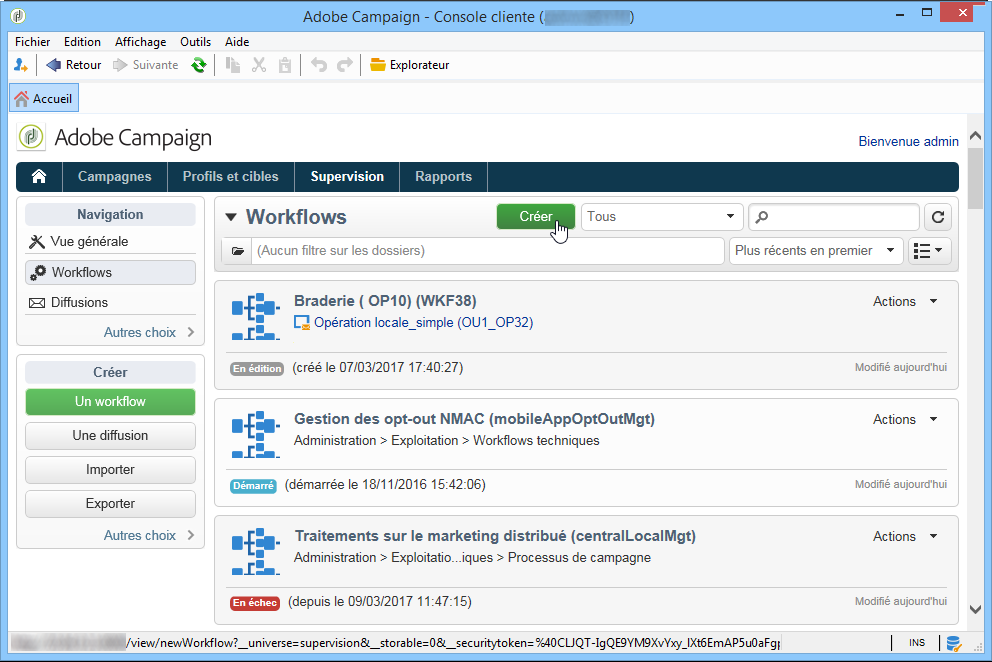 Adobe Campaign - Console cliente (
)
Fichier Edition Affichage Outils Aide
Retour Suivante Explorateur
Accueil
Adobe Campaign
Bienvenue admin
Campagnes Profils et cibles Supervision Rapports
Navigation
Vue générale
Workflows
Diffusions
Autres choix
Créer
Un workflow
Une diffusion
Importer
Exporter
Autres choix
Workflows Créer Tous
(Aucun filtre sur les dossiers) Plus récents en premier
Braderie ( OP10) (WKF38) Actions
Opération locale_simple (OU1_OP32)
En édition (créé le 07/03/2017 17:40:27) Modifié aujourd'hui
Gestion des opt-out NMAC (mobileAppOptOutMgt) Actions
Administration > Exploitation > Workflows techniques
Démarré (démarrée le 18/11/2016 15:42:06) Modifié aujourd'hui
Traitements sur le marketing distribué (centralLocalMgt) Actions
Administration > Exploitatio...iques > Processus de campagne
En échec (depuis le 09/03/2017 11:47:15) Modifié aujourd'hui
/view/newWorkflow?__universe=supervision&__storable=0&__securitytoken=%40CLJQT-IgQE9YM9XvYxy_lXt6EmAP5u0aFgp INS